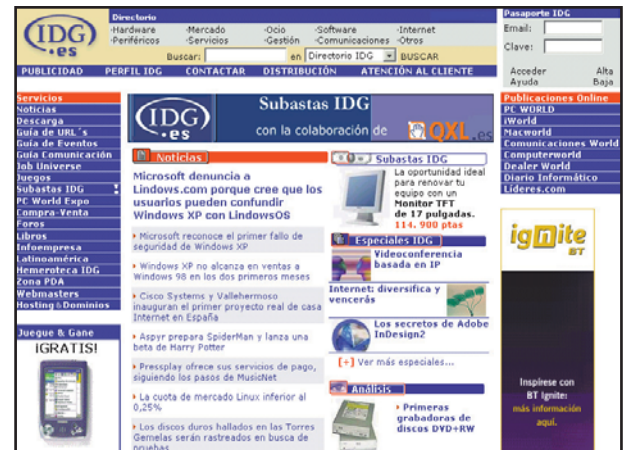 IDG
.es
Directorio
·Hardware ·Mercado ·Ocio ·Software ·Internet
·Periféricos ·Servicios ·Gestión ·Comunicaciones ·Otros
Buscar: en Directorio IDG BUSCAR
Pasaporte IDG
Email:
Clave:
Acceder Alta
Ayuda Baja
PUBLICIDAD PERFIL IDG CONTACTAR DISTRIBUCIÓN ATENCIÓN AL CLIENTE
Servicios
Noticias
Descarga
Guía de URL´s
Guía de Eventos
Guía Comunicación
Job Universe
Juegos
Subastas IDG
PC World Expo
Compra-Venta
Foros
Libros
Infoempresa
Latinoamérica
Hemeroteca IDG
Zona PDA
Webmasters
Hosting&Dominios
Juegue & Gane
¡GRATIS!
IDG
.es
Subastas IDG
con la colaboración de QXL.es
Noticias
Microsoft denuncia a
Lindows.com porque cree que los
usuarios pueden confundir
Windows XP con LindowsOS
Microsoft reconoce el primer fallo de
seguridad de Windows XP
Windows XP no alcanza en ventas a
Windows 98 en los dos primeros meses
Cisco Systems y Vallehermoso
inauguran el primer proyecto real de casa
Internet en España
Aspyr prepara SpiderMan y lanza una
beta de Harry Potter
Pressplay ofrece sus servicios de pago,
siguiendo los pasos de MusicNet
La cuota de mercado Linux inferior al
0,25%
Los discos duros hallados en las Torres
Gemelas serán rastreados en busca de
pruebas
Subastas IDG
La oportunidad ideal
para renovar tu
equipo con un
Monitor TFT
de 17 pulgadas.
114.900 ptas
Especiales IDG
Videoconferencia
basada en IP
Internet: diversifica y
vencerás
Los secretos de Adobe
InDesign2
[+] Ver más especiales...
Análisis
Primeras
grabadoras de
discos DVD+RW
Publicaciones Online
PC WORLD
iWorld
Macworld
Comunicaciones World
Computerworld
Dealer World
Diario Informático
Líderes.com
ignite
BT
Inspírese con
BT Ignite:
más información
aquí.